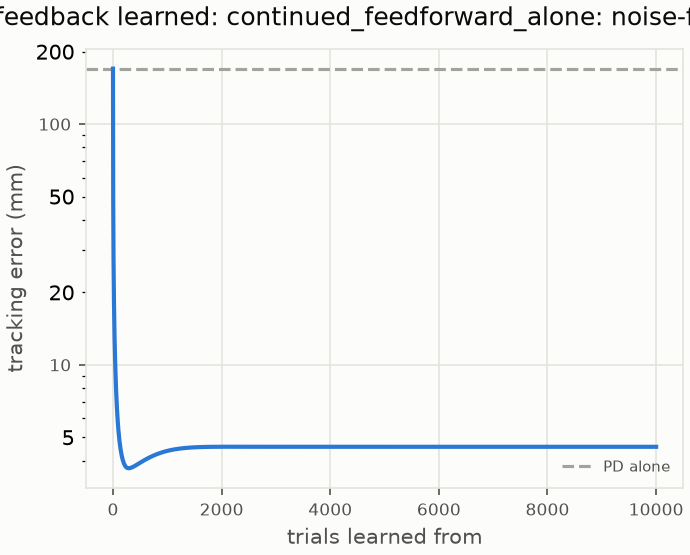 feedback learned: continued_feedforward_alone: noise-f
200
100
50
20
10
5
tracking error (mm)
PD alone
0 2000 4000 6000 8000 10000
trials learned from